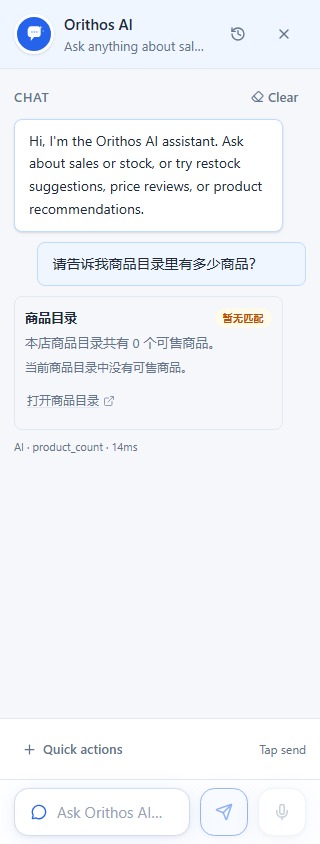 Orithos AI
Ask anything about sal...
CHAT
Clear
Hi, I'm the Orithos AI assistant. Ask
about sales or stock, or try restock
suggestions, price reviews, or product
recommendations.
请告诉我商品目录里有多少商品？
商品目录
暂无匹配
本店商品目录共有 0 个可售商品。
当前商品目录中没有可售商品。
打开商品目录
AI · product_count · 14ms
Quick actions
Tap send
Ask Orithos AI...